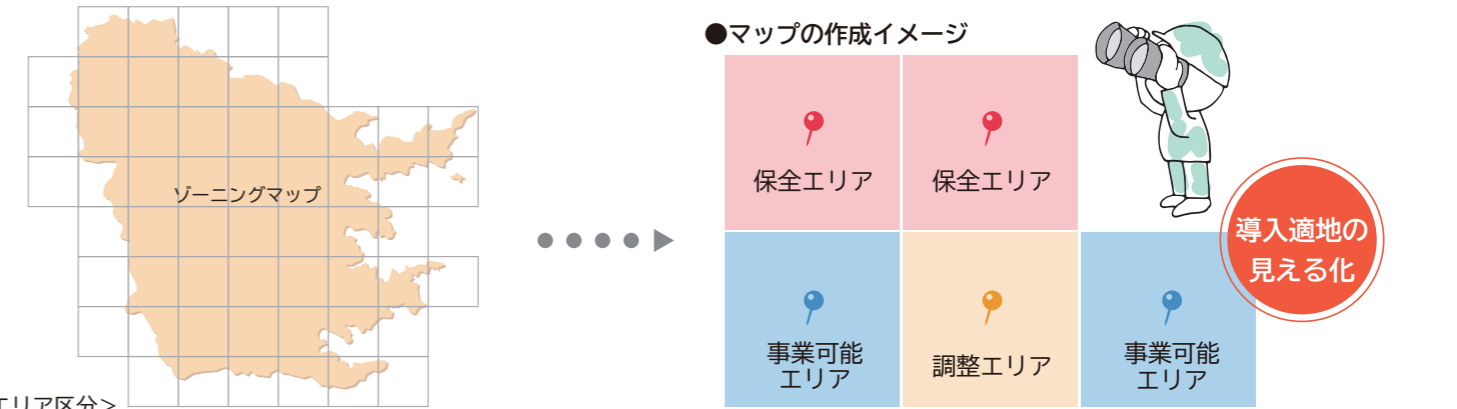 ゾーニングマップ
エリア区分＞
●マップの作成イメージ
保全エリア
保全エリア
事業可能
エリア
調整エリア
事業可能
エリア
導入適地の
見える化